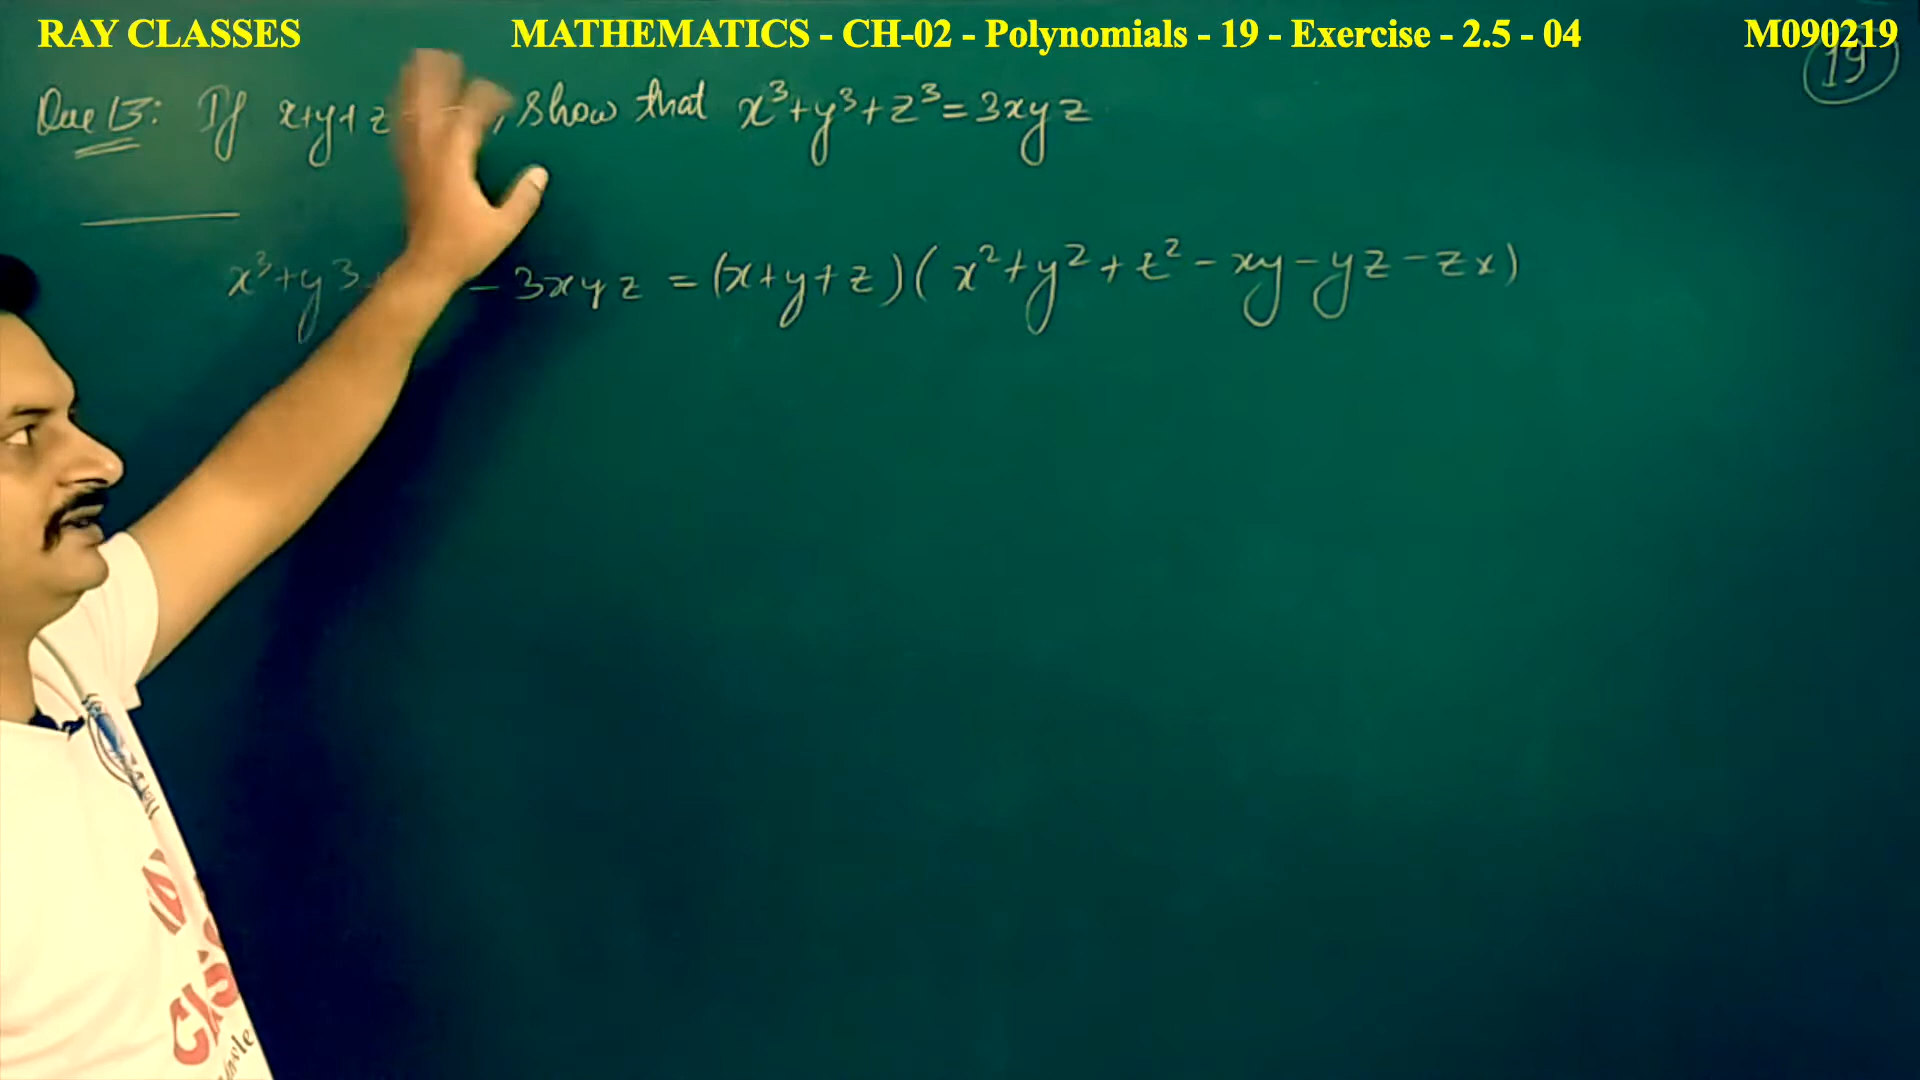 RAY CLASSES MATHEMATICS - CH-02 - Polynomials - 19 - Exercise - 2.5 - 04 M090219
19
Que 13: If x+y+z , show that x³+y³+z³=3xyz
x³+y³ - 3xyz = (x+y+z)(x²+y²+z²-xy-yz-zx)